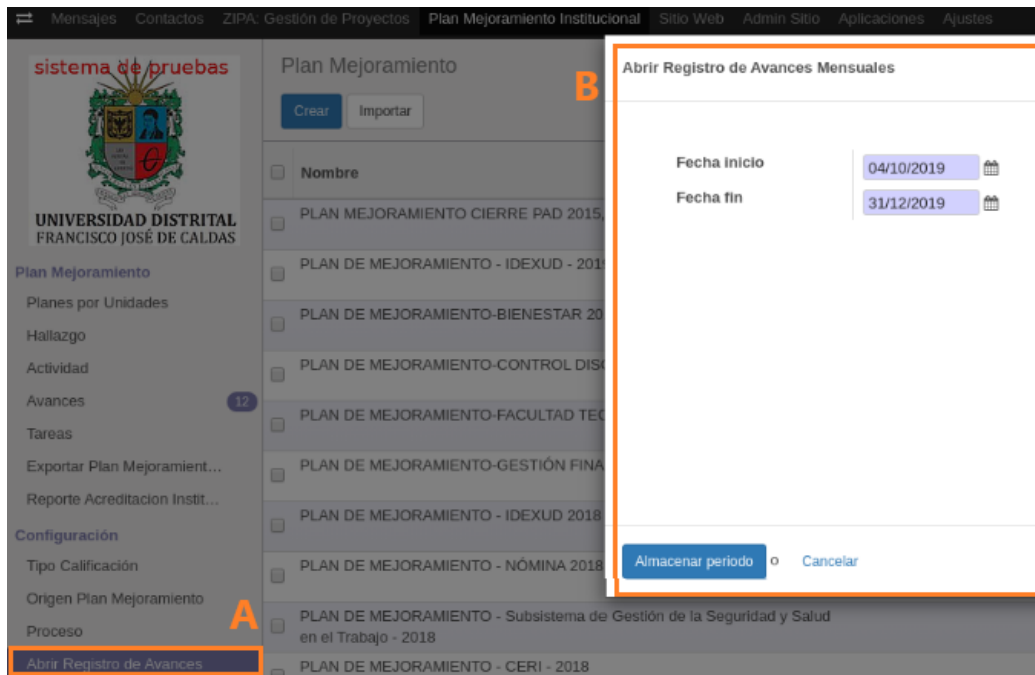 Mensajes Contactos ZIPA: Gestión de Proyectos Plan Mejoramiento Institucional Sitio Web Admin Sitio Aplicaciones Ajustes
sistema de pruebas
UNIVERSIDAD DISTRITAL
FRANCISCO JOSÉ DE CALDAS
Plan Mejoramiento
Planes por Unidades
Hallazgo
Actividad
Avances 12
Tareas
Exportar Plan Mejoramient...
Reporte Acreditacion Instit...
Configuración
Tipo Calificación
Origen Plan Mejoramiento
Proceso
A
Abrir Registro de Avances
Plan Mejoramiento
Crear Importar
Nombre
PLAN MEJORAMIENTO CIERRE PAD 2015,
PLAN DE MEJORAMIENTO - IDEXUD - 201
PLAN DE MEJORAMIENTO-BIENESTAR 20
PLAN DE MEJORAMIENTO-CONTROL DIS
PLAN DE MEJORAMIENTO-FACULTAD TEC
PLAN DE MEJORAMIENTO-GESTIÓN FINA
PLAN DE MEJORAMIENTO - IDEXUD 2018
PLAN DE MEJORAMIENTO - NÓMINA 2018
PLAN DE MEJORAMIENTO - Subsistema de Gestión de la Seguridad y Salud
en el Trabajo - 2018
PLAN DE MEJORAMIENTO - CERI - 2018
B
Abrir Registro de Avances Mensuales
Fecha inicio 04/10/2019
Fecha fin 31/12/2019
Almacenar periodo o Cancelar